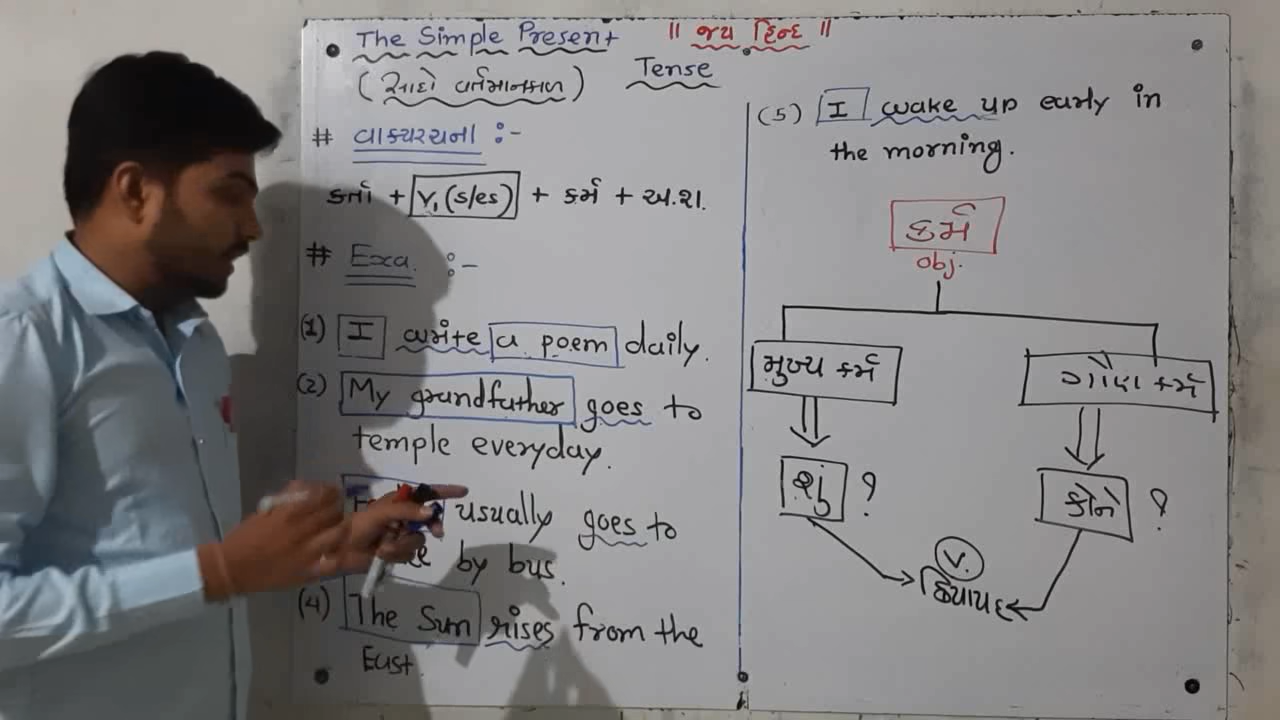 The Simple Present
Tense
|| જય હિન્દ ||
(સાદો વર્તમાનકાળ)
# વાક્યરચના :-
કર્તા + V₁(s/es) + કર્મ + અ.શ.
# Exa. :-
(1) I write a poem daily.
(2) My grandfather goes to
temple everyday.
usually goes to
by bus.
(4) The Sun rises from the
East.
(5) I wake up early in
the morning.
કર્મ
obj.
મુખ્ય કર્મ
ગૌણ કર્મ
શું ?
કોને ?
V.
ક્રિયાપદ